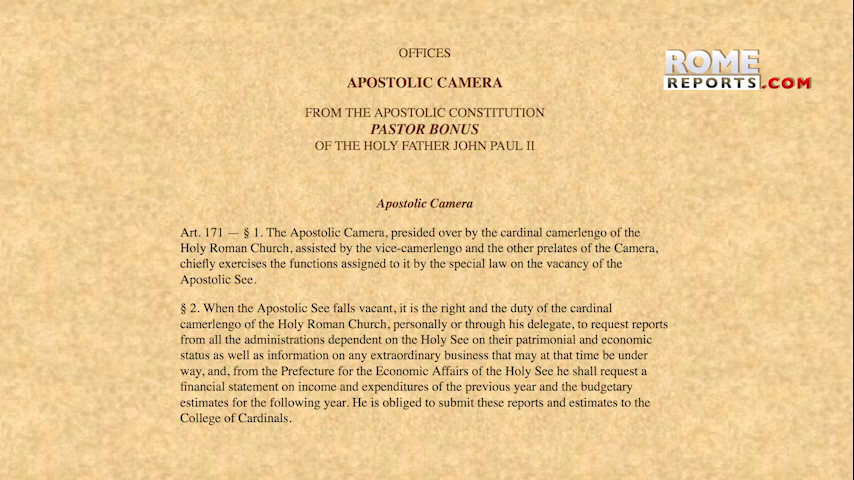 OFFICES
ROME
REPORTS.COM
APOSTOLIC CAMERA
FROM THE APOSTOLIC CONSTITUTION
PASTOR BONUS
OF THE HOLY FATHER JOHN PAUL II
Apostolic Camera
Art. 171 — § 1. The Apostolic Camera, presided over by the cardinal camerlengo of the
Holy Roman Church, assisted by the vice-camerlengo and the other prelates of the Camera,
chiefly exercises the functions assigned to it by the special law on the vacancy of the
Apostolic See.
§ 2. When the Apostolic See falls vacant, it is the right and the duty of the cardinal
camerlengo of the Holy Roman Church, personally or through his delegate, to request reports
from all the administrations dependent on the Holy See on their patrimonial and economic
status as well as information on any extraordinary business that may at that time be under
way, and, from the Prefecture for the Economic Affairs of the Holy See he shall request a
financial statement on income and expenditures of the previous year and the budgetary
estimates for the following year. He is obliged to submit these reports and estimates to the
College of Cardinals.